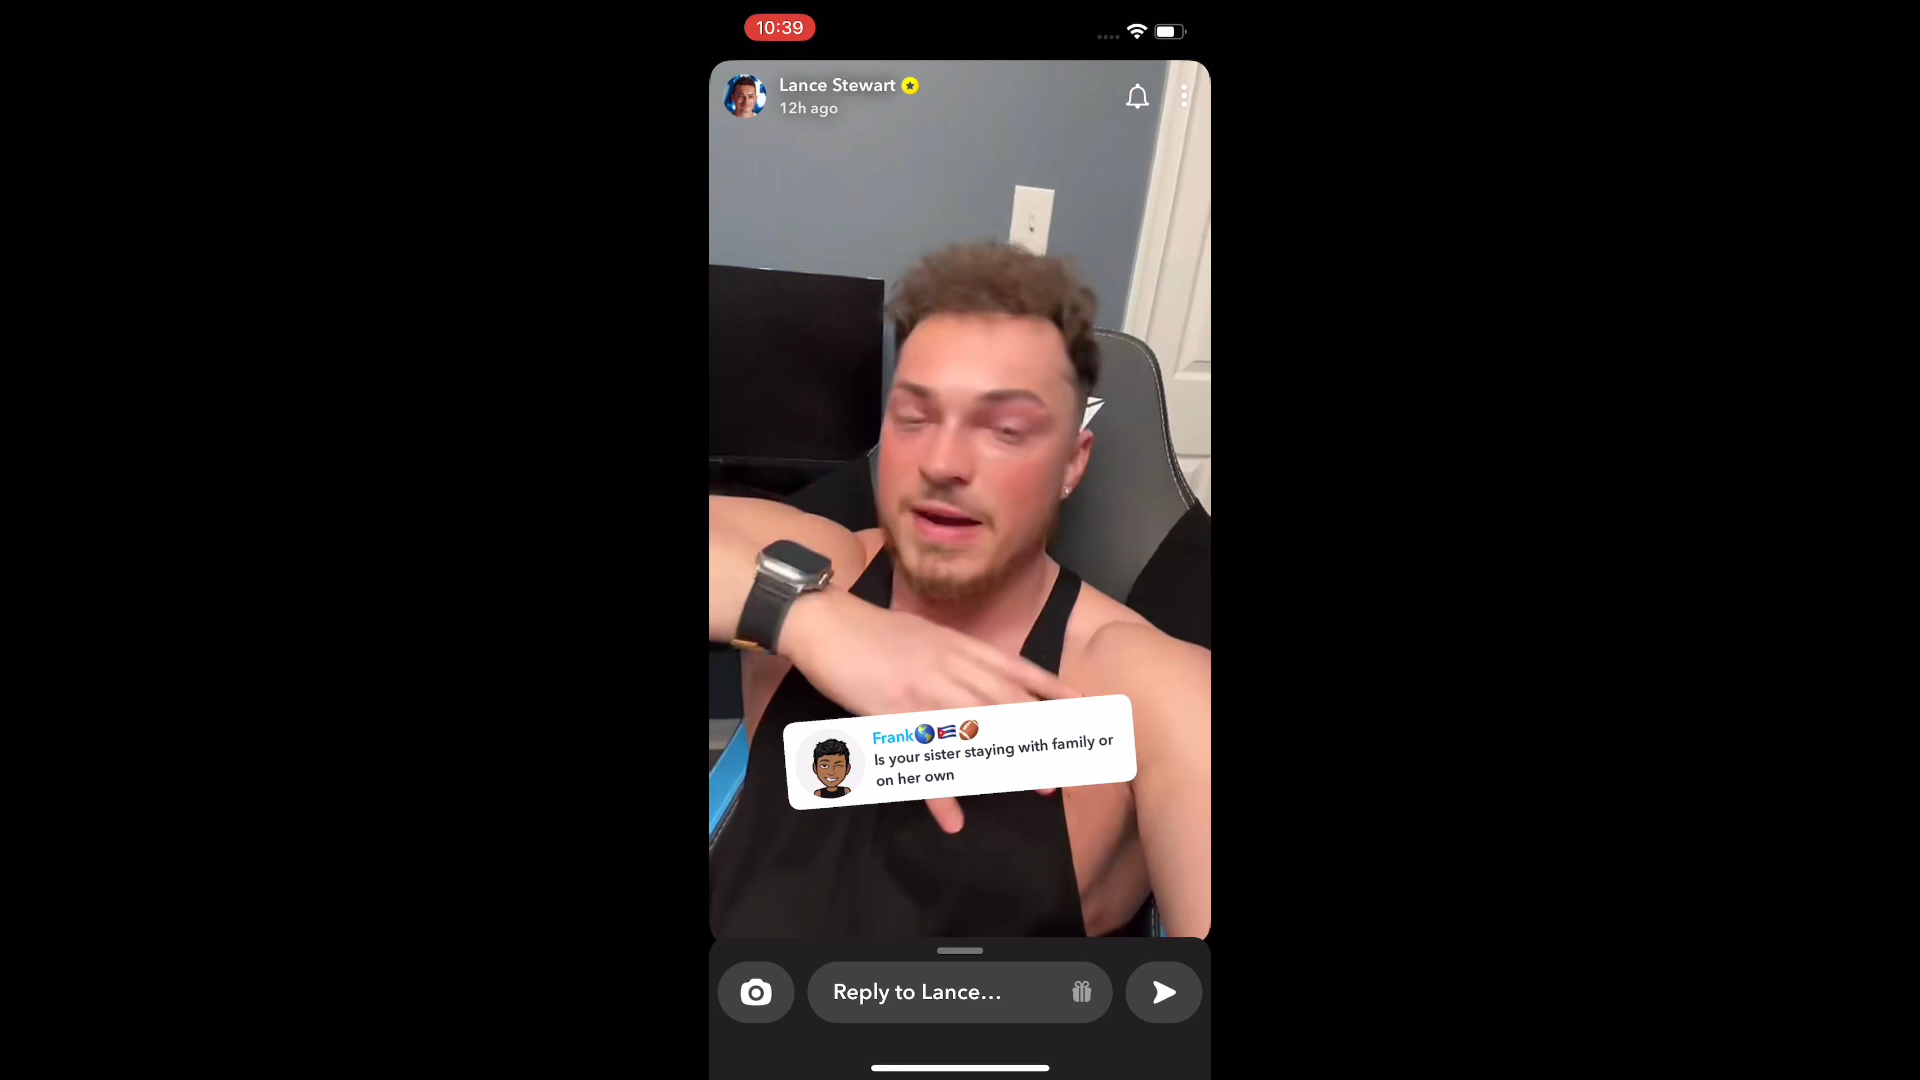 10:39
Lance Stewart
12h ago
Frank🌎🇨🇺🏈
Is your sister staying with family or
on her own
Reply to Lance...